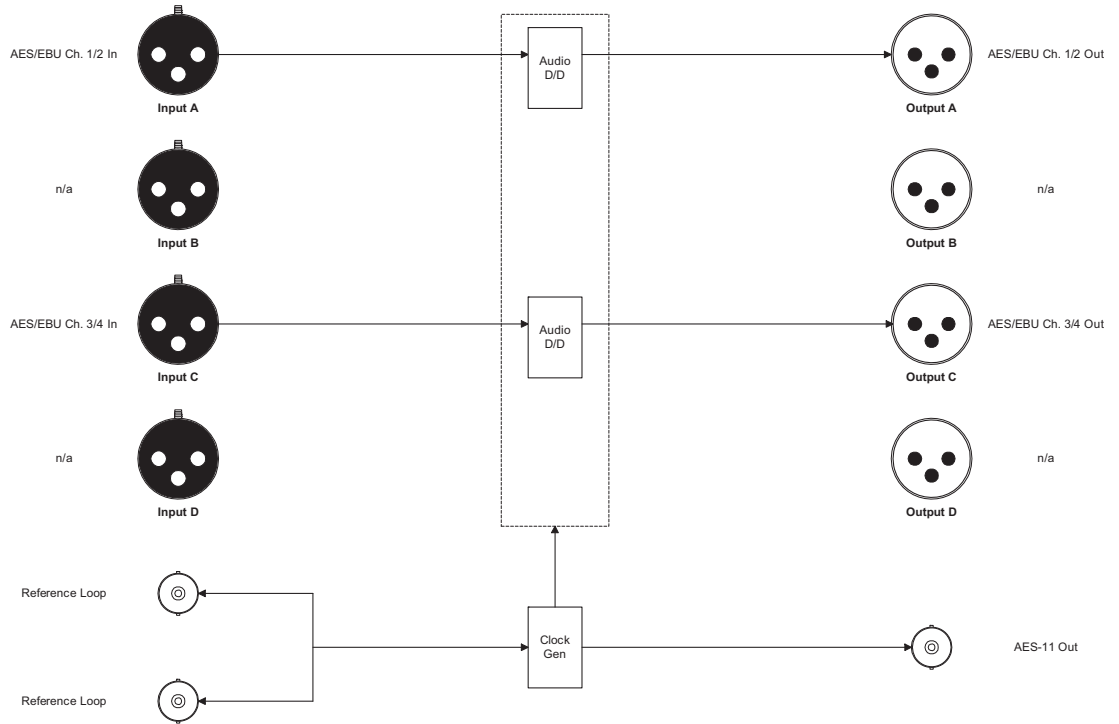 AES/EBU Ch. 1/2 In
Input A
Audio
D/D
AES/EBU Ch. 1/2 Out
Output A
n/a
Input B
n/a
Output B
AES/EBU Ch. 3/4 In
Input C
Audio
D/D
AES/EBU Ch. 3/4 Out
Output C
n/a
Input D
n/a
Output D
Reference Loop
Clock
Gen
AES-11 Out
Reference Loop